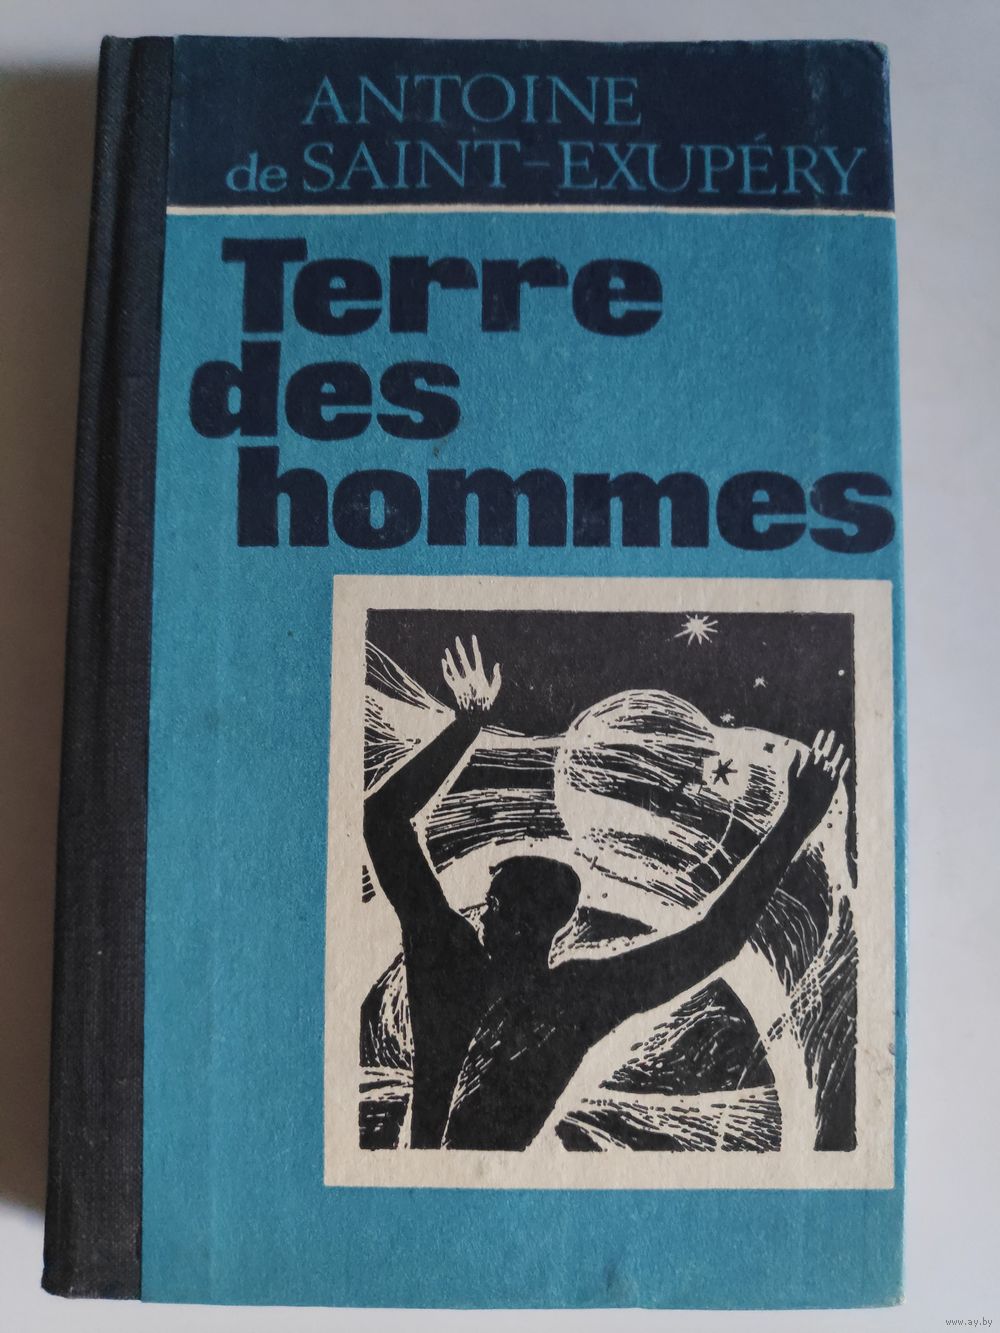 ANTOINE
de SAINT-EXUPÉRY
Terre
des
hommes
www.ay.by